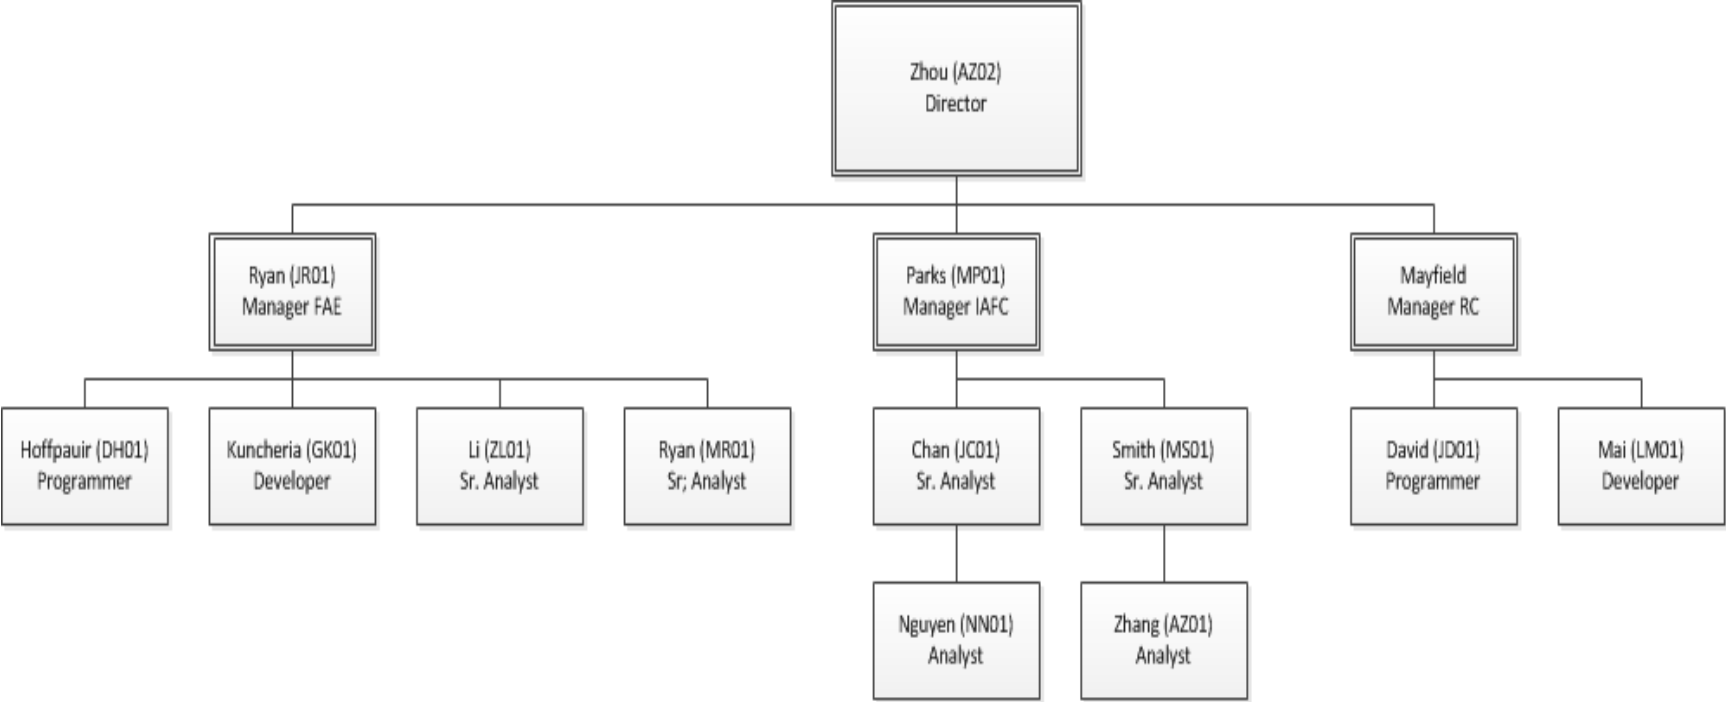 Zhou (AZ02)
Director
Ryan (JR01)
Manager FAE
Parks (MP01)
Manager IAFC
Mayfield
Manager RC
Hoffpauir (DH01)
Programmer
Kuncheria (GK01)
Developer
Li (ZL01)
Sr. Analyst
Ryan (MR01)
Sr; Analyst
Chan (JC01)
Sr. Analyst
Smith (MS01)
Sr. Analyst
David (JD01)
Programmer
Mai (LM01)
Developer
Nguyen (NN01)
Analyst
Zhang (AZ01)
Analyst